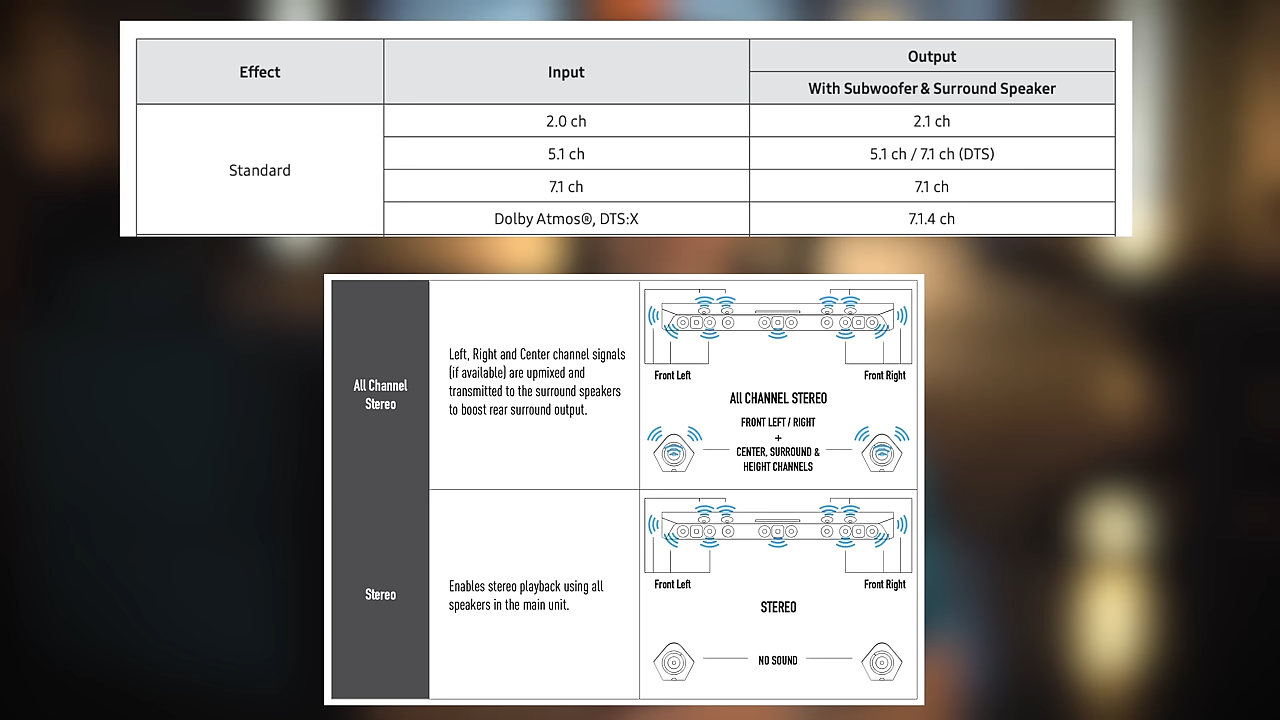 Effect
Input
Output
With Subwoofer & Surround Speaker
Standard
2.0 ch
2.1 ch
5.1 ch
5.1 ch / 7.1 ch (DTS)
7.1 ch
7.1 ch
Dolby Atmos®, DTS:X
7.1.4 ch
All Channel
Stereo
Left, Right and Center channel signals
(if available) are upmixed and
transmitted to the surround speakers
to boost rear surround output.
Front Left
Front Right
All CHANNEL STEREO
FRONT LEFT / RIGHT
+
CENTER, SURROUND &
HEIGHT CHANNELS
Stereo
Enables stereo playback using all
speakers in the main unit.
Front Left
Front Right
STEREO
NO SOUND